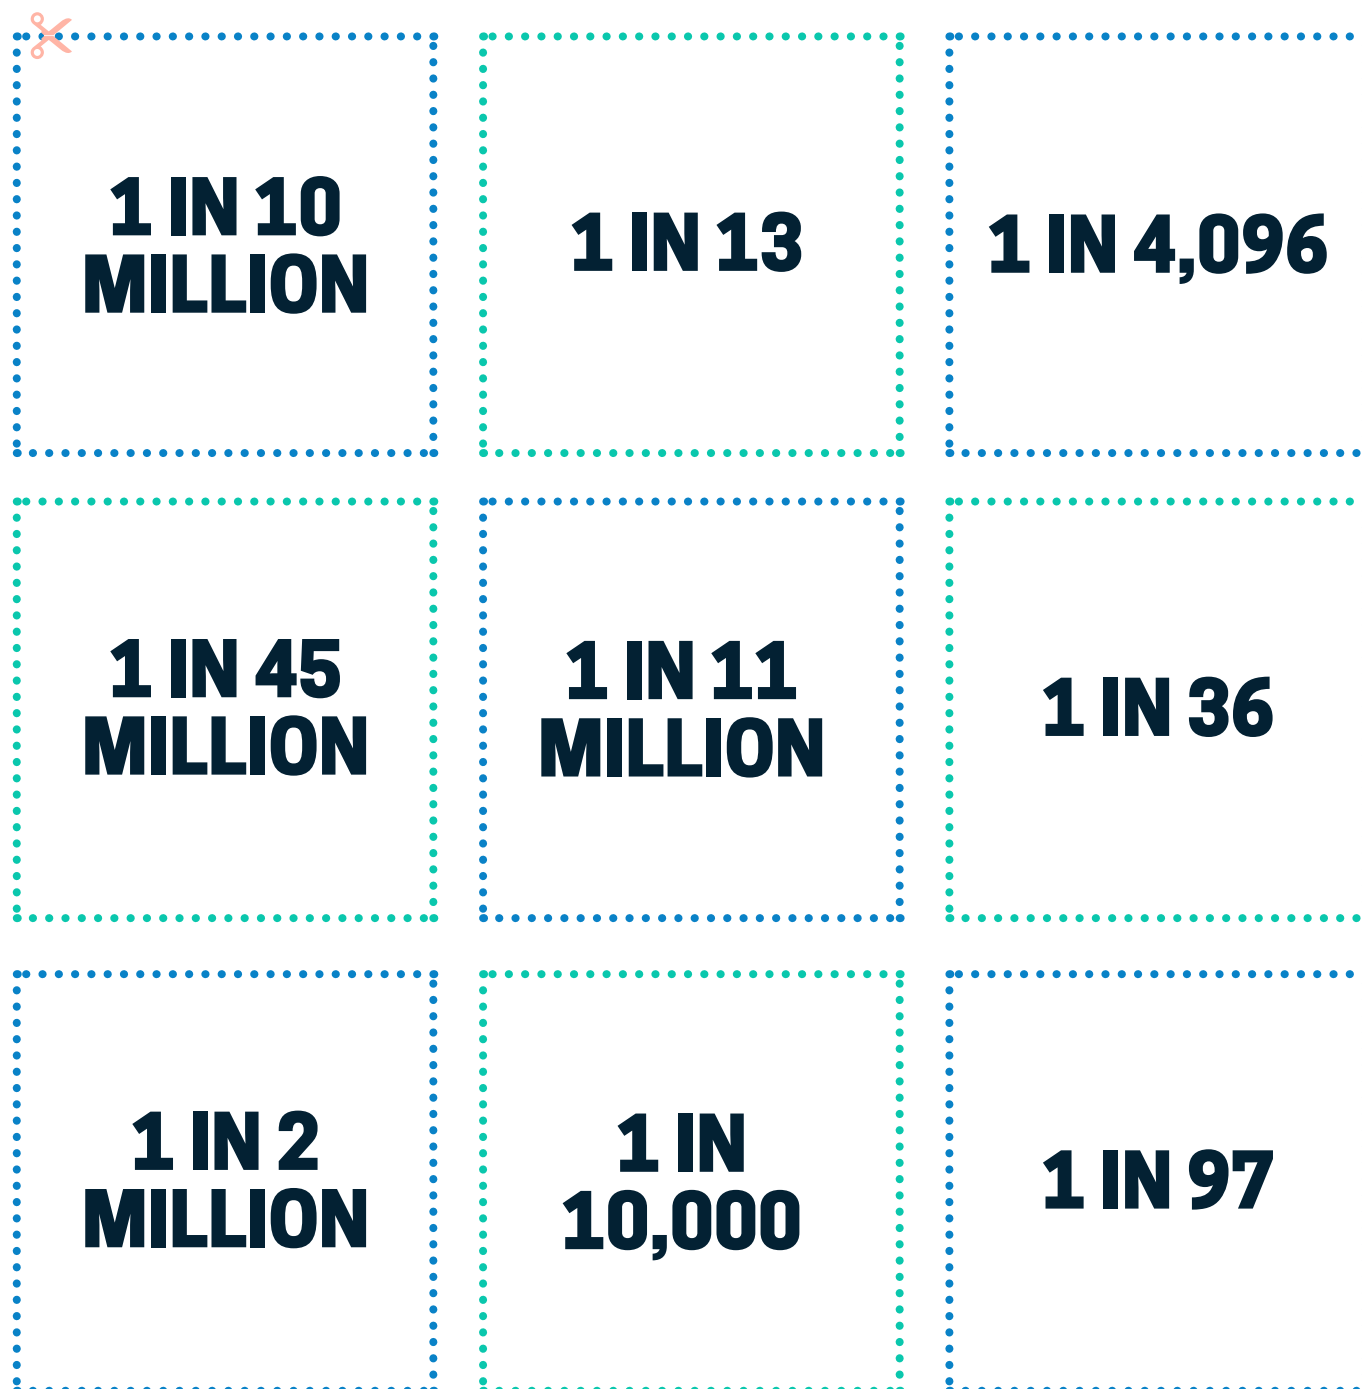 1 IN 10
MILLION
1 IN 13
1 IN 4,096
1 IN 45
MILLION
1 IN 11
MILLION
1 IN 36
1 IN 2
MILLION
1 IN
10,000
1 IN 97